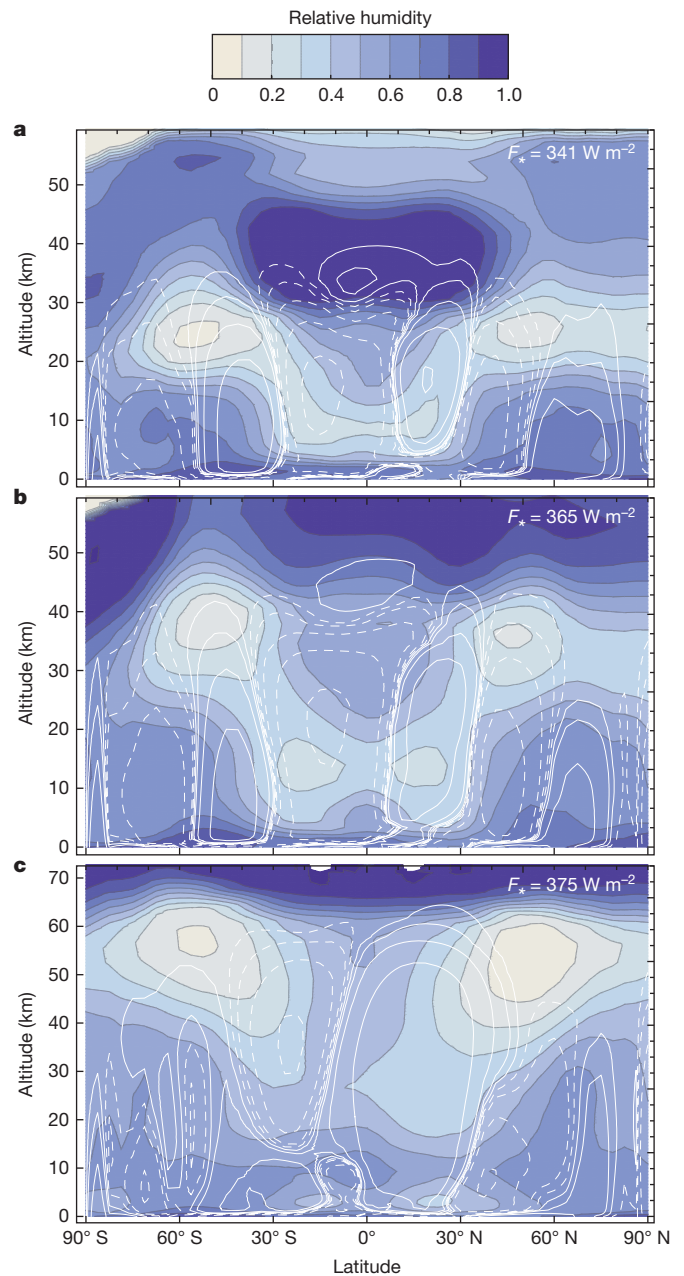 Relative humidity
0 0.2 0.4 0.6 0.8 1.0
a
F* = 341 W m−2
50
40
30
20
10
0
Altitude (km)
b
F* = 365 W m−2
50
40
30
20
10
0
Altitude (km)
c
F* = 375 W m−2
70
60
50
40
30
20
10
0
Altitude (km)
90° S 60° S 30° S 0° 30° N 60° N 90° N
Latitude